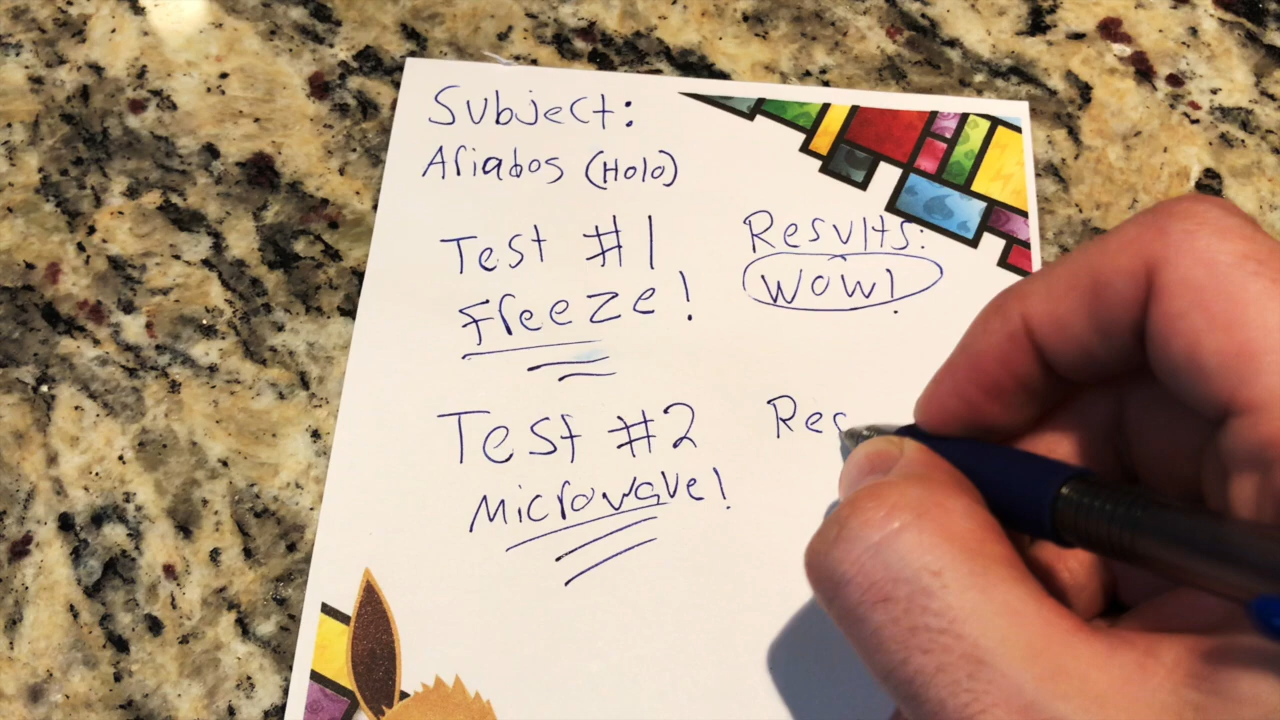 Subject:
Ariados (Holo)
Test #1
Freeze!
Results:
WOW!
Test #2
Microwave!
Res